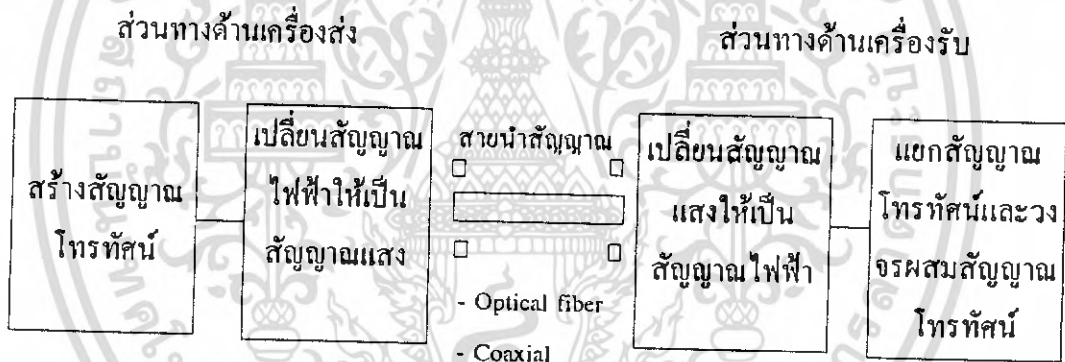 ส่วนทางด้านเครื่องส่ง
ส่วนทางด้านเครื่องรับ
สร้างสัญญาณ
โทรทัศน์
เปลี่ยนสัญญาณ
ไฟฟ้าให้เป็น
สัญญาณแสง
สายนำสัญญาณ
- Optical fiber
- Coaxial
เปลี่ยนสัญญาณ
แสงให้เป็น
สัญญาณไฟฟ้า
แยกสัญญาณ
โทรทัศน์และวง
จรผสมสัญญาณ
โทรทัศน์